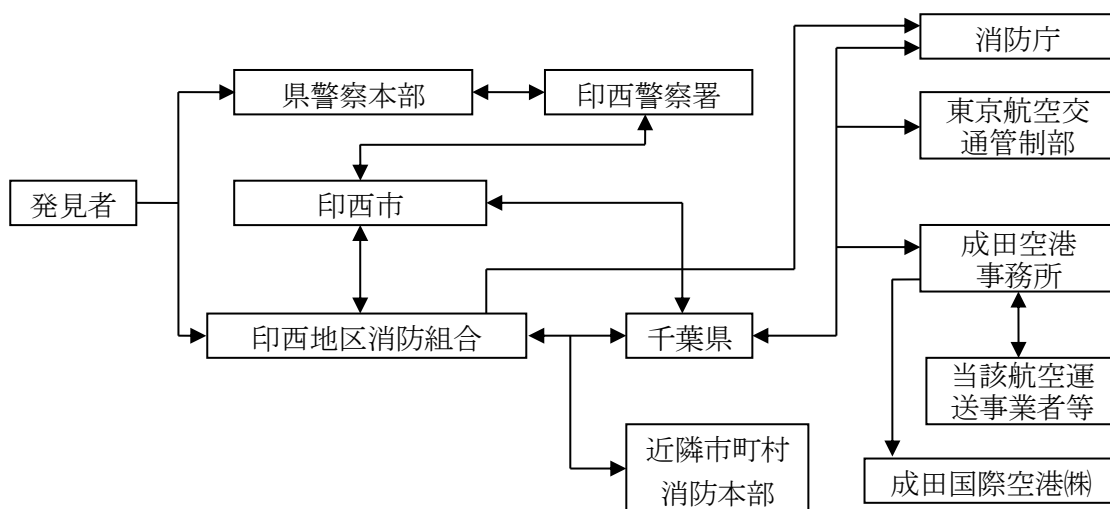 消防庁
県警察本部
印西警察署
東京航空交
通管制部
発見者
印西市
成田空港
事務所
印西地区消防組合
千葉県
当該航空運
送事業者等
近隣市町村
消防本部
成田国際空港㈱